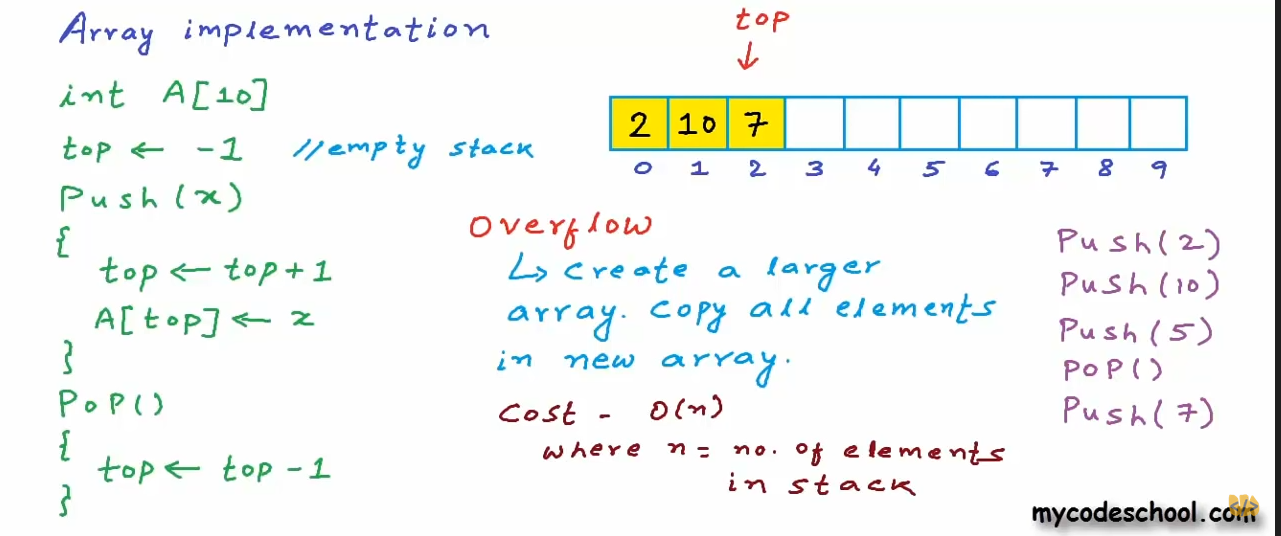 Array implementation
int A[10]
top ← -1 //empty stack
Push(x)
{
top ← top+1
A[top] ← x
}
Pop()
{
top ← top -1
}
top
↓
2 10 7
0 1 2 3 4 5 6 7 8 9
Overflow
↳ create a larger
array. copy all elements
in new array.
Cost - O(n)
where n = no. of elements
in stack
Push(2)
Push(10)
Push(5)
POP()
Push(7)
mycodeschool.com